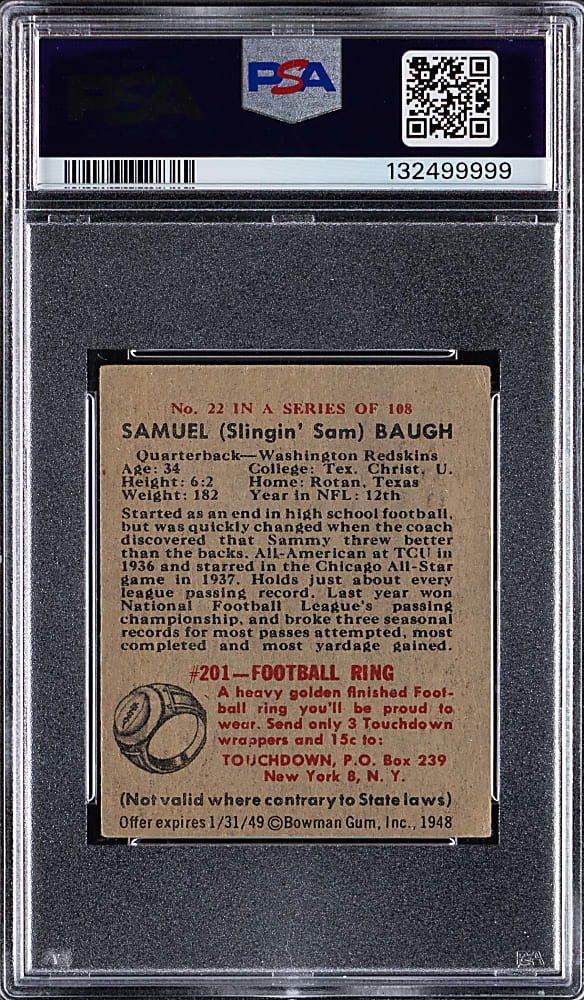 PSA
132499999
No. 22 IN A SERIES OF 108
SAMUEL (Slingin' Sam) BAUGH
Quarterback—Washington Redskins
Age: 34 College: Tex. Christ. U.
Height: 6:2 Home: Rotan, Texas
Weight: 182 Year in NFL: 12th
Started as an end in high school football,
but was quickly changed when the coach
discovered that Sammy threw better
than the backs. All-American at TCU in
1936 and starred in the Chicago All-Star
game in 1937. Holds just about every
league passing record. Last year won
National Football League's passing
championship, and broke three seasonal
records for most passes attempted, most
completed and most yardage gained.
#201—FOOTBALL RING
A heavy golden finished Foot-
ball ring you'll be proud to
wear. Send only 3 Touchdown
wrappers and 15c to:
TOUCHDOWN, P.O. Box 239
New York 8, N. Y.
(Not valid where contrary to State laws)
Offer expires 1/31/49 ©Bowman Gum, Inc., 1948
PSA